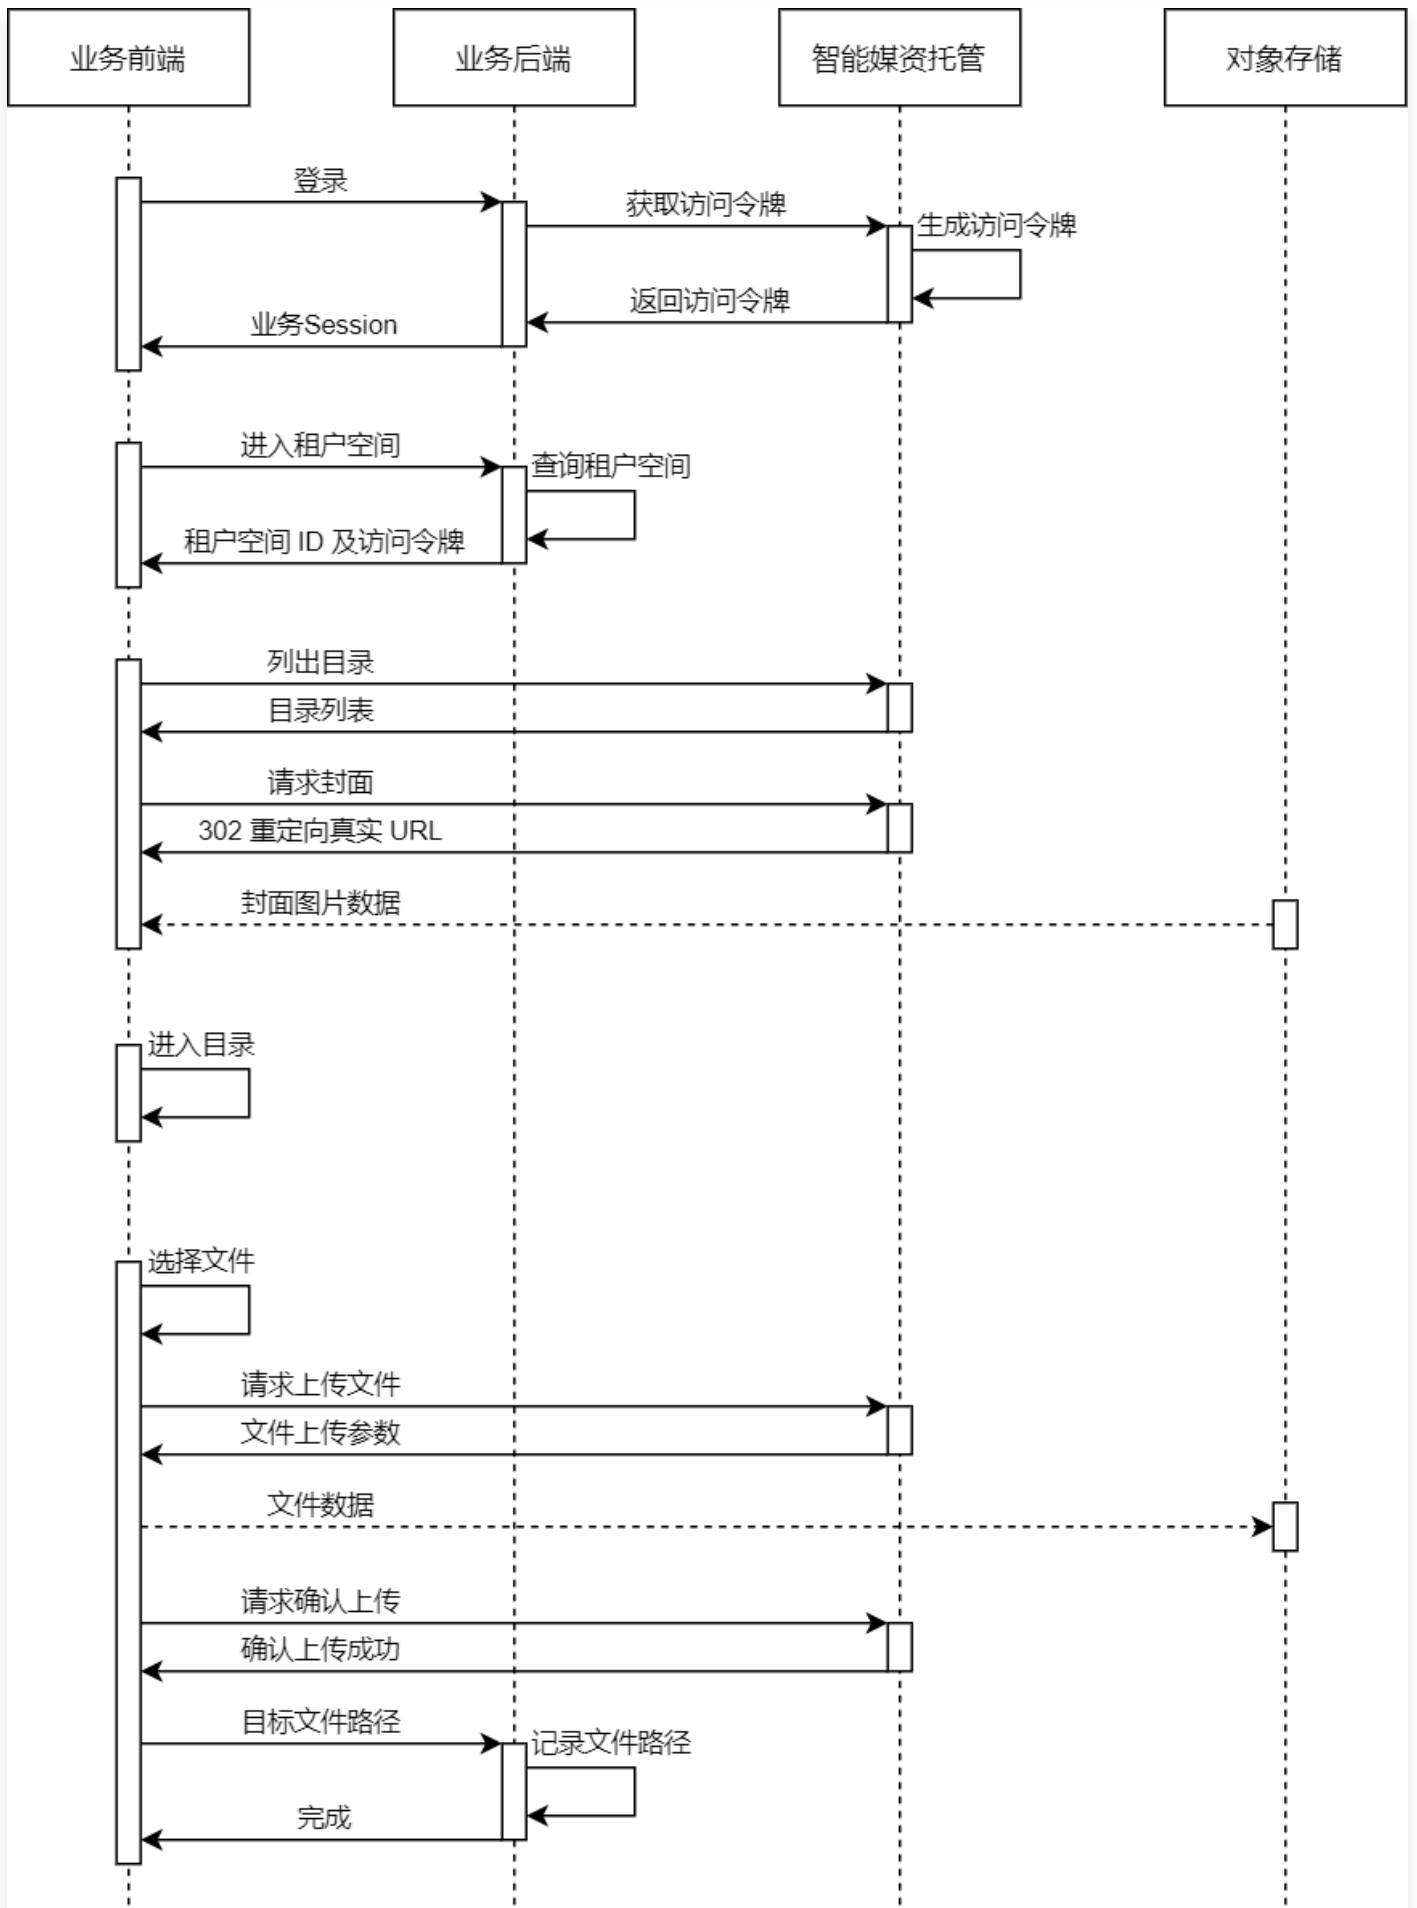 业务前端
业务后端
智能媒资托管
对象存储
登录
获取访问令牌
生成访问令牌
返回访问令牌
业务Session
进入租户空间
查询租户空间
租户空间 ID 及访问令牌
列出目录
目录列表
请求封面
302 重定向真实 URL
封面图片数据
进入目录
选择文件
请求上传文件
文件上传参数
文件数据
请求确认上传
确认上传成功
目标文件路径
记录文件路径
完成